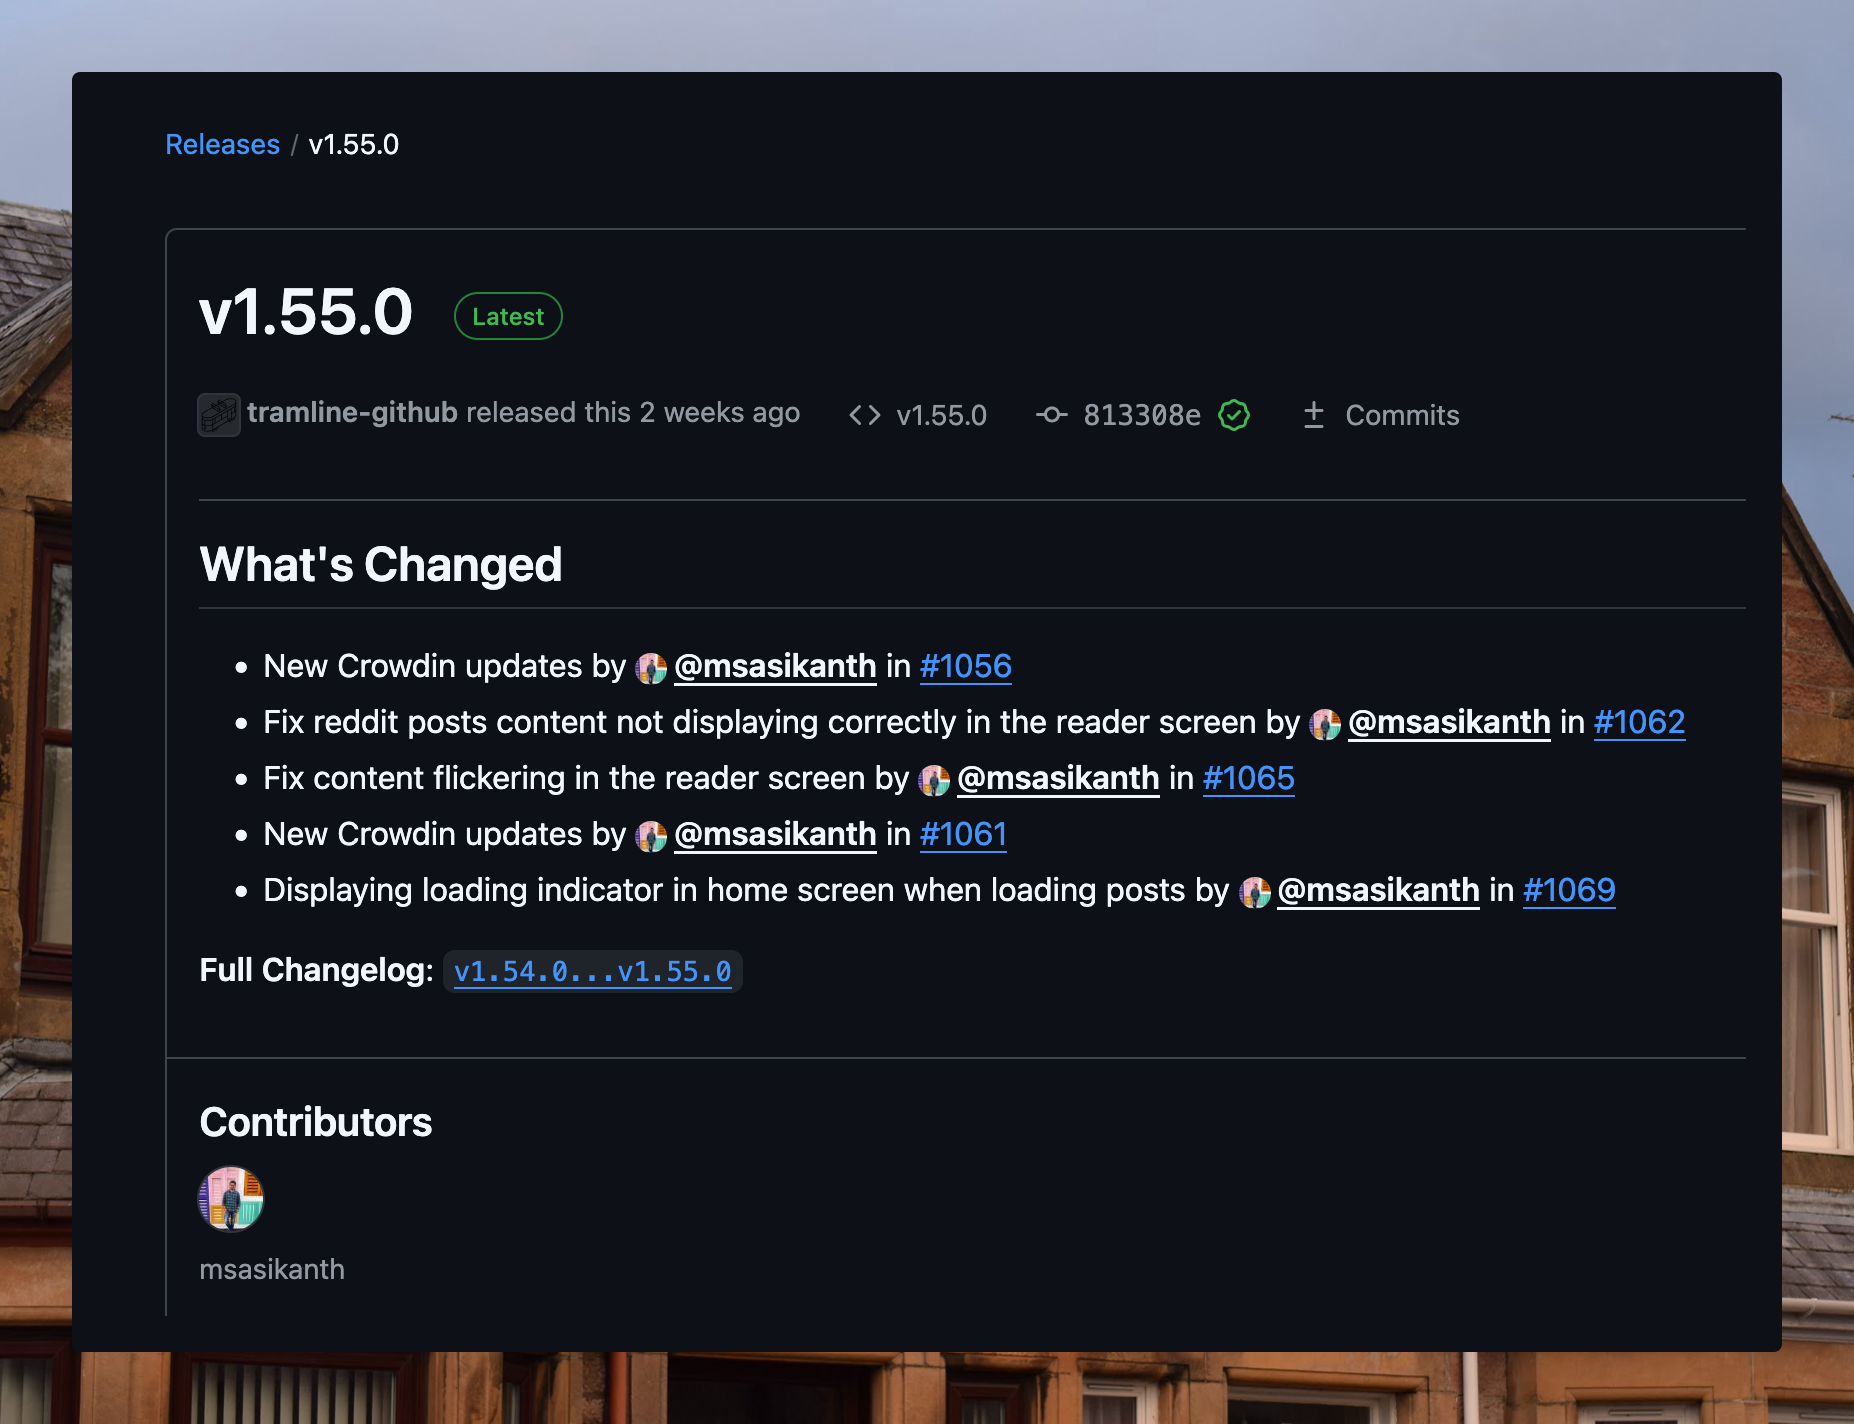 Releases / v1.55.0
v1.55.0 Latest
tramline-github released this 2 weeks ago <> v1.55.0 813308e Commits
What's Changed
• New Crowdin updates by @msasikanth in #1056
• Fix reddit posts content not displaying correctly in the reader screen by @msasikanth in #1062
• Fix content flickering in the reader screen by @msasikanth in #1065
• New Crowdin updates by @msasikanth in #1061
• Displaying loading indicator in home screen when loading posts by @msasikanth in #1069
Full Changelog: v1.54.0...v1.55.0
Contributors
msasikanth